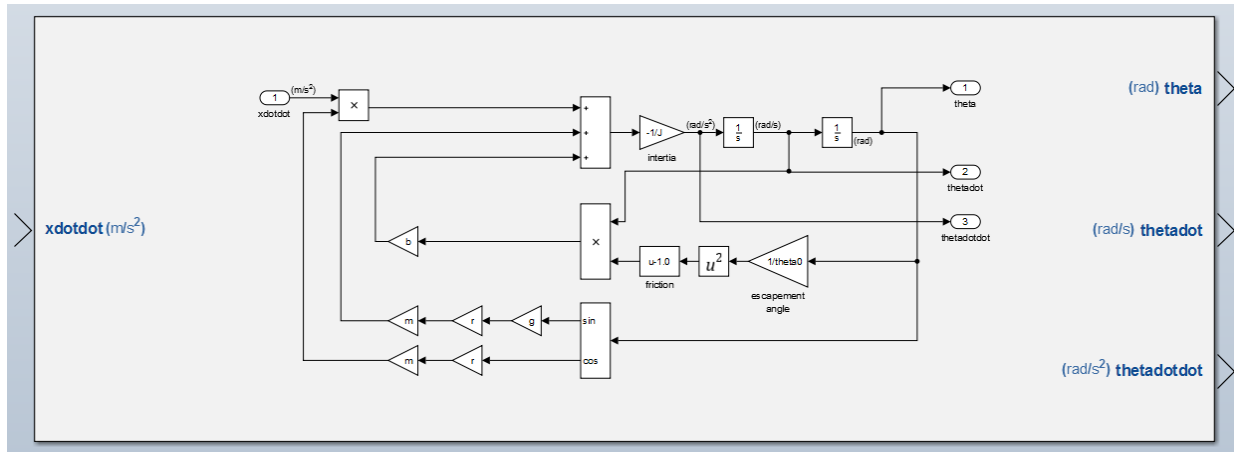 xdotdot (m/s²)
1
(m/s²)
xdotdot
×
+
+
+
-1/J
intertia
(rad/s²)
1
s
(rad/s)
1
s
(rad)
1
theta
2
thetadot
3
thetadotdot
b
×
u-1.0
friction
u²
1/theta0
escapement
angle
m
r
g
sin
m
r
cos
(rad) theta
(rad/s) thetadot
(rad/s²) thetadotdot